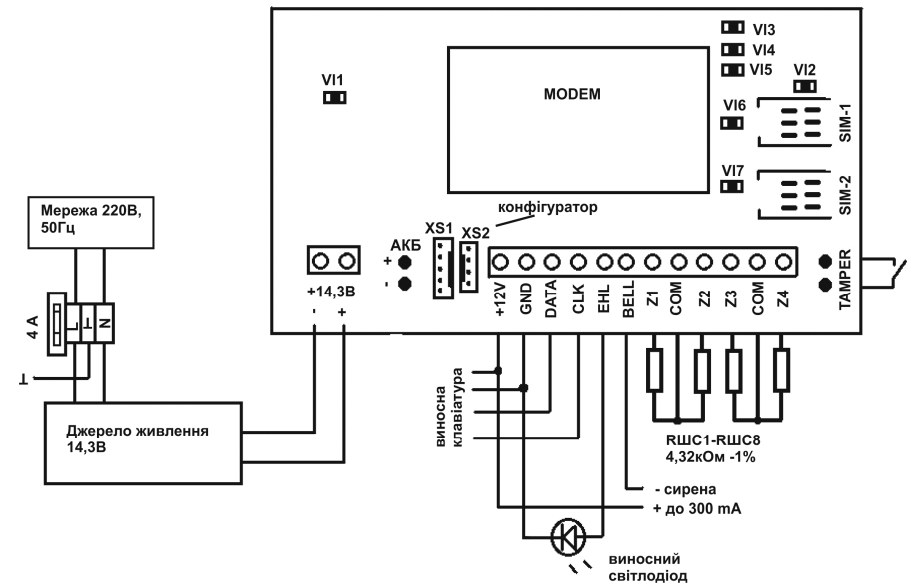 VI3
VI4
VI5
VI2
VI1
MODEM
VI6
SIM-1
VI7
SIM-2
Мережа 220В,
50Гц
конфігуратор
XS1
XS2
АКБ
+
-
+14,3В
- +
TAMPER
+12V
GND
DATA
CLK
EHL
BELL
Z1
COM
Z2
Z3
COM
Z4
4 А
L
N
виносна
клавіатура
Джерело живлення
14,3В
RШС1-RШС8
4,32кОм -1%
- сирена
+ до 300 mA
виносний
світлодіод